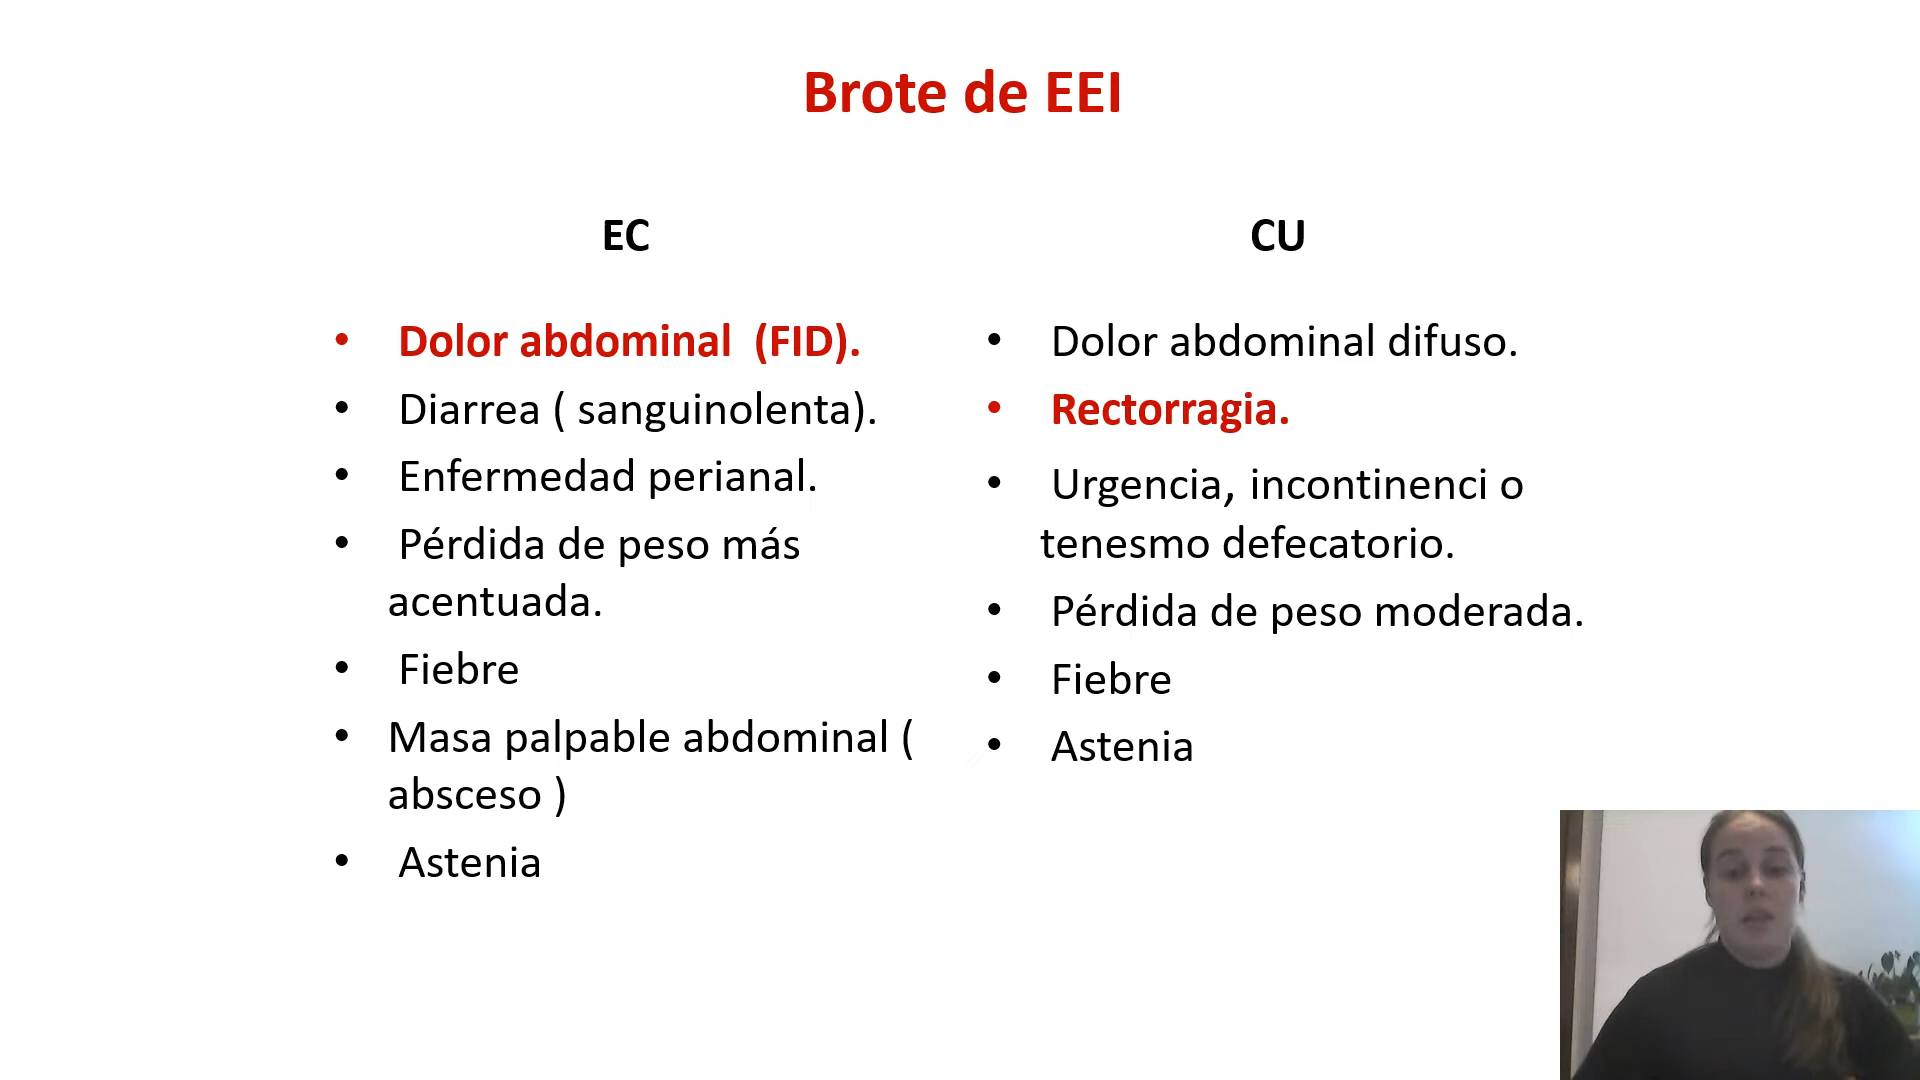 Brote de EEI
EC
• Dolor abdominal (FID).
• Diarrea ( sanguinolenta).
• Enfermedad perianal.
• Pérdida de peso más
acentuada.
• Fiebre
• Masa palpable abdominal (
absceso )
• Astenia
CU
• Dolor abdominal difuso.
• Rectorragia.
• Urgencia, incontinenci o
tenesmo defecatorio.
• Pérdida de peso moderada.
• Fiebre
• Astenia